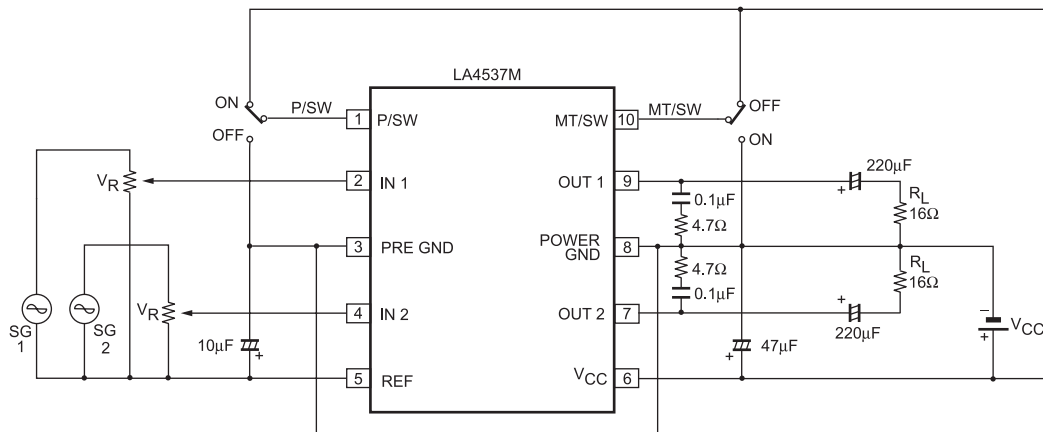 LA4537M
ON
P/SW
OFF
1 P/SW
MT/SW 10
MT/SW
OFF
ON
VR
2 IN 1
OUT 1 9
220µF
+
0.1µF
4.7Ω
RL
16Ω
3 PRE GND
POWER
GND 8
4.7Ω
0.1µF
RL
16Ω
VR
4 IN 2
OUT 2 7
+
220µF
SG
1
SG
2
10µF
+
47µF
+
−
+
VCC
5 REF
VCC 6